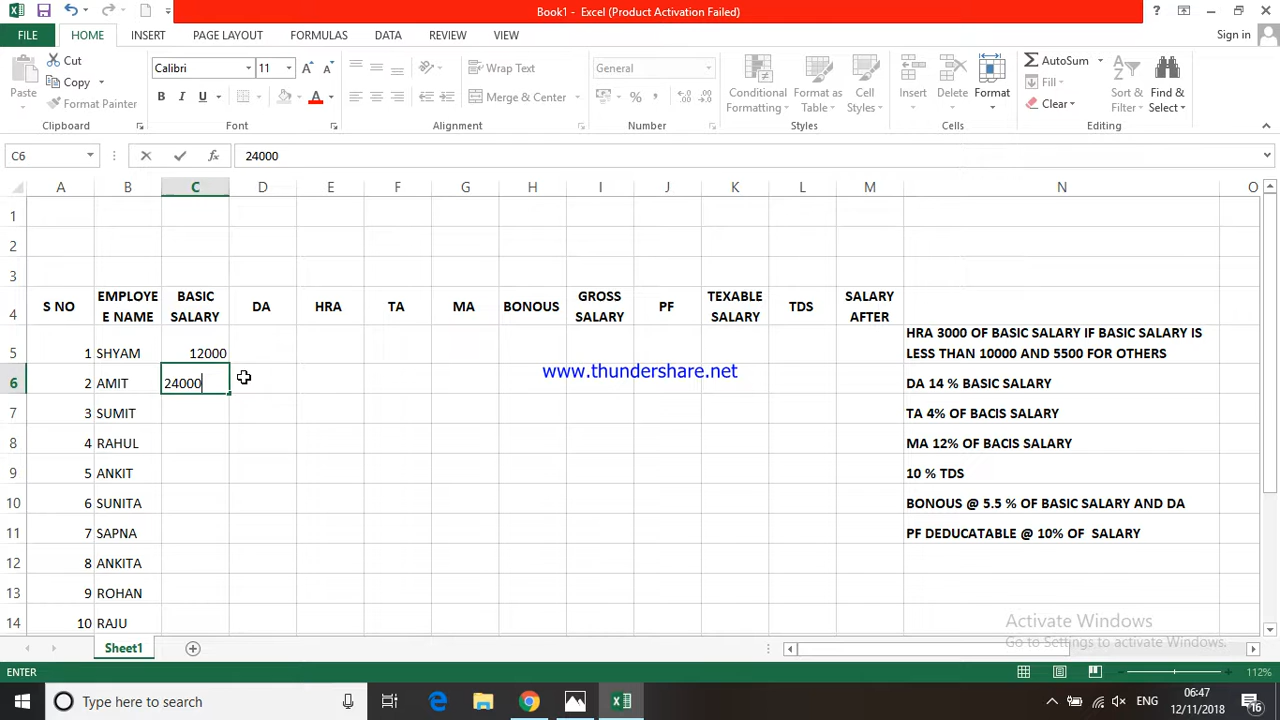 Book1 - Excel (Product Activation Failed)
FILE HOME INSERT PAGE LAYOUT FORMULAS DATA REVIEW VIEW Sign in
Paste Cut Copy Format Painter
Calibri 11 B I U A
Wrap Text Merge & Center
General %
Conditional Formatting Format as Table Cell Styles
Insert Delete Format
AutoSum Fill Clear Sort & Filter Find & Select
Clipboard Font Alignment Number Styles Cells Editing
C6 fx 24000
A B C D E F G H I J K L M N O
1
2
3
4 S NO EMPLOYE E NAME BASIC SALARY DA HRA TA MA BONOUS GROSS SALARY PF TEXABLE SALARY TDS SALARY AFTER
HRA 3000 OF BASIC SALARY IF BASIC SALARY IS
5 1 SHYAM 12000 LESS THAN 10000 AND 5500 FOR OTHERS
www.thundershare.net
6 2 AMIT 24000 DA 14 % BASIC SALARY
7 3 SUMIT TA 4% OF BACIS SALARY
8 4 RAHUL MA 12% OF BACIS SALARY
9 5 ANKIT 10 % TDS
10 6 SUNITA BONOUS @ 5.5 % OF BASIC SALARY AND DA
11 7 SAPNA PF DEDUCATABLE @ 10% OF SALARY
12 8 ANKITA
13 9 ROHAN
14 10 RAJU
Activate Windows
Go to Settings to activate Windows.
Sheet1
ENTER 112%
Type here to search ENG 06:47
12/11/2018 16